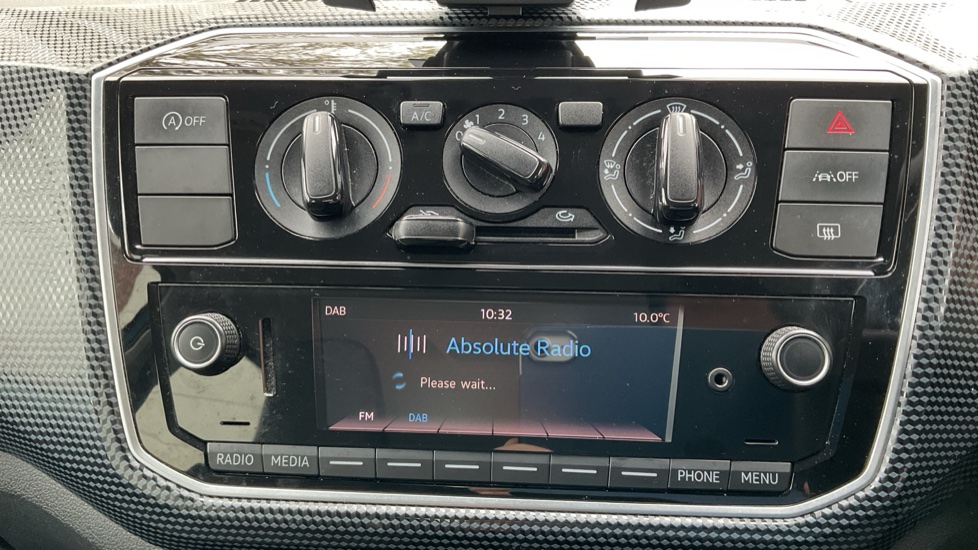 OFF
A/C
0 1 2 3 4
OFF
DAB 10:32 10.0°C
Absolute Radio
Please wait...
FM DAB
RADIO MEDIA PHONE MENU